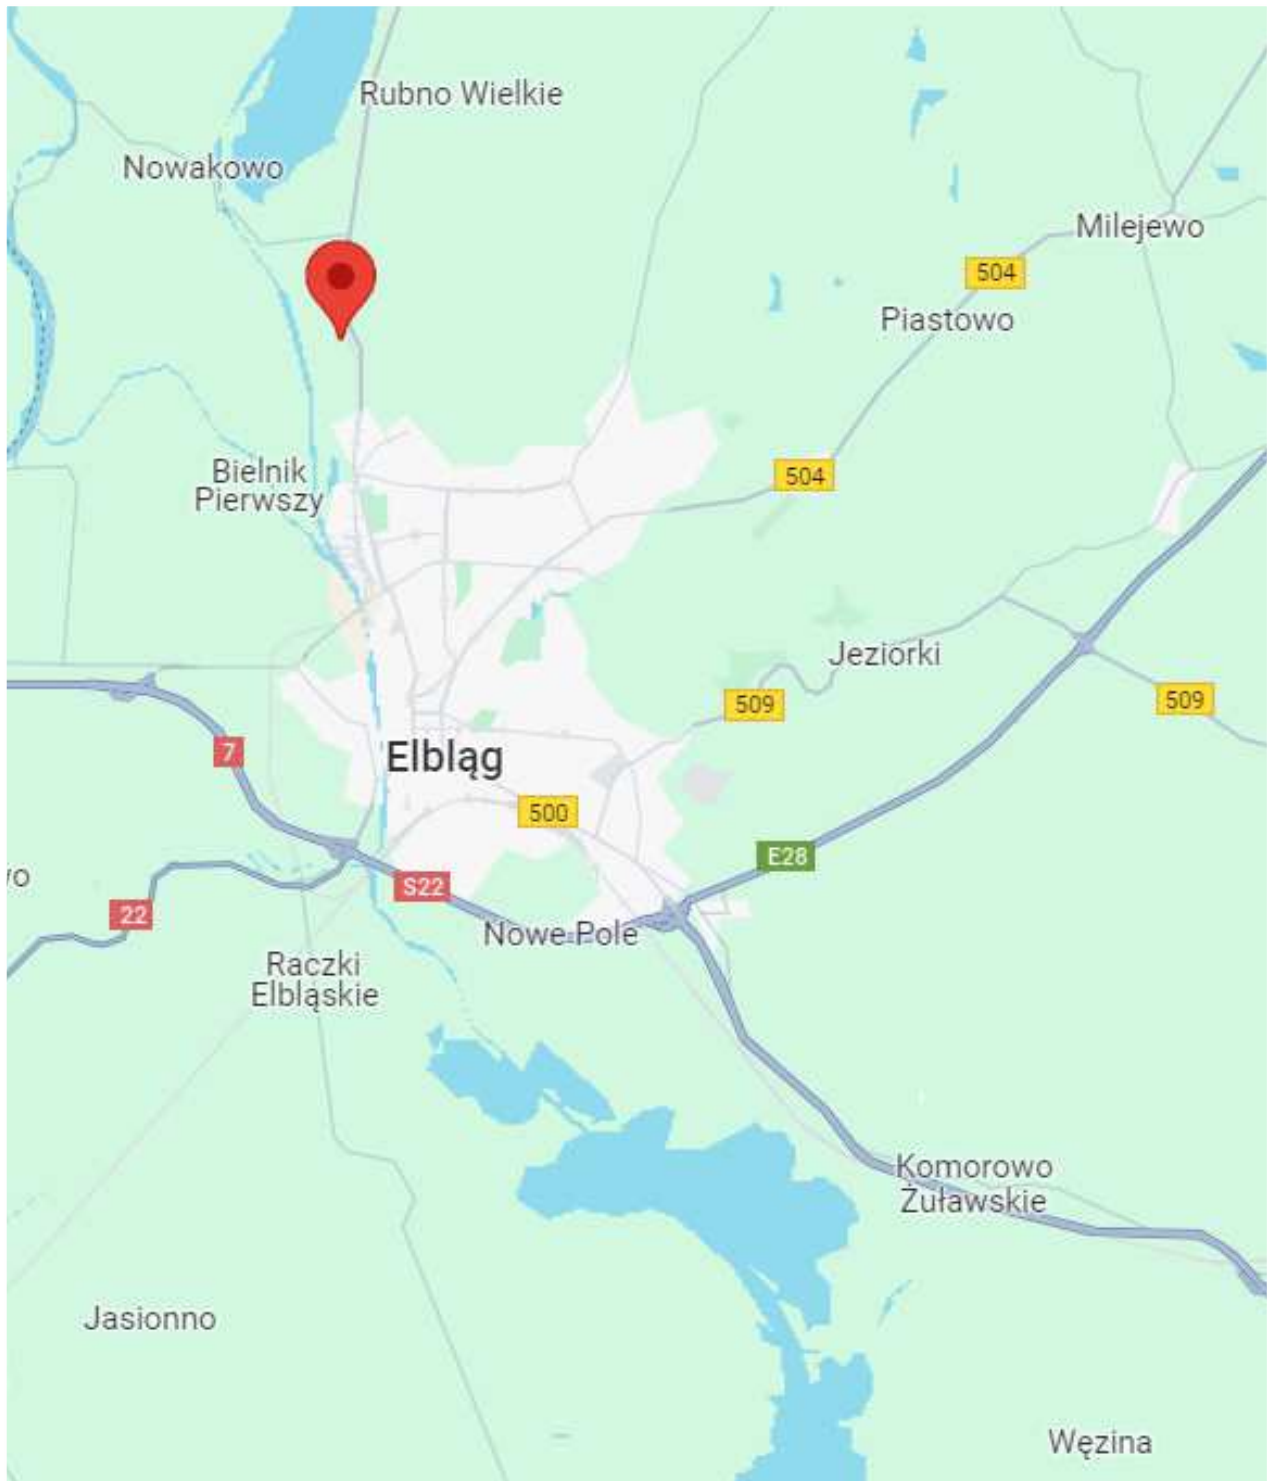 Rubno Wielkie
Nowakowo
Milejewo
504
Piastowo
Bielnik
Pierwszy
504
Jeziorki
509
509
7
Elbląg
500
E28
wo
S22
22
Nowe Pole
Raczki
Elbląskie
Komorowo
Żuławskie
Jasionno
Węzina